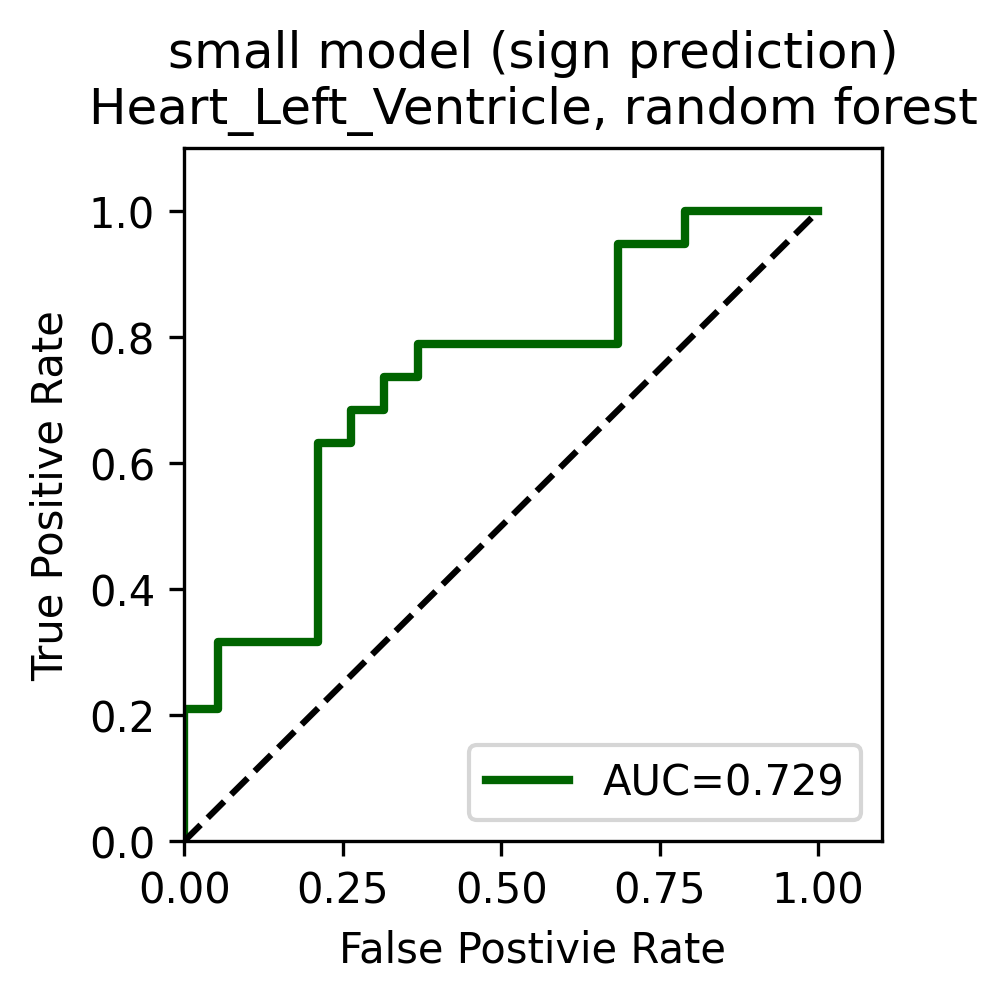 small model (sign prediction)
Heart_Left_Ventricle, random forest
True Positive Rate
1.0
0.8
0.6
0.4
0.2
0.0
AUC=0.729
0.00 0.25 0.50 0.75 1.00
False Postivie Rate